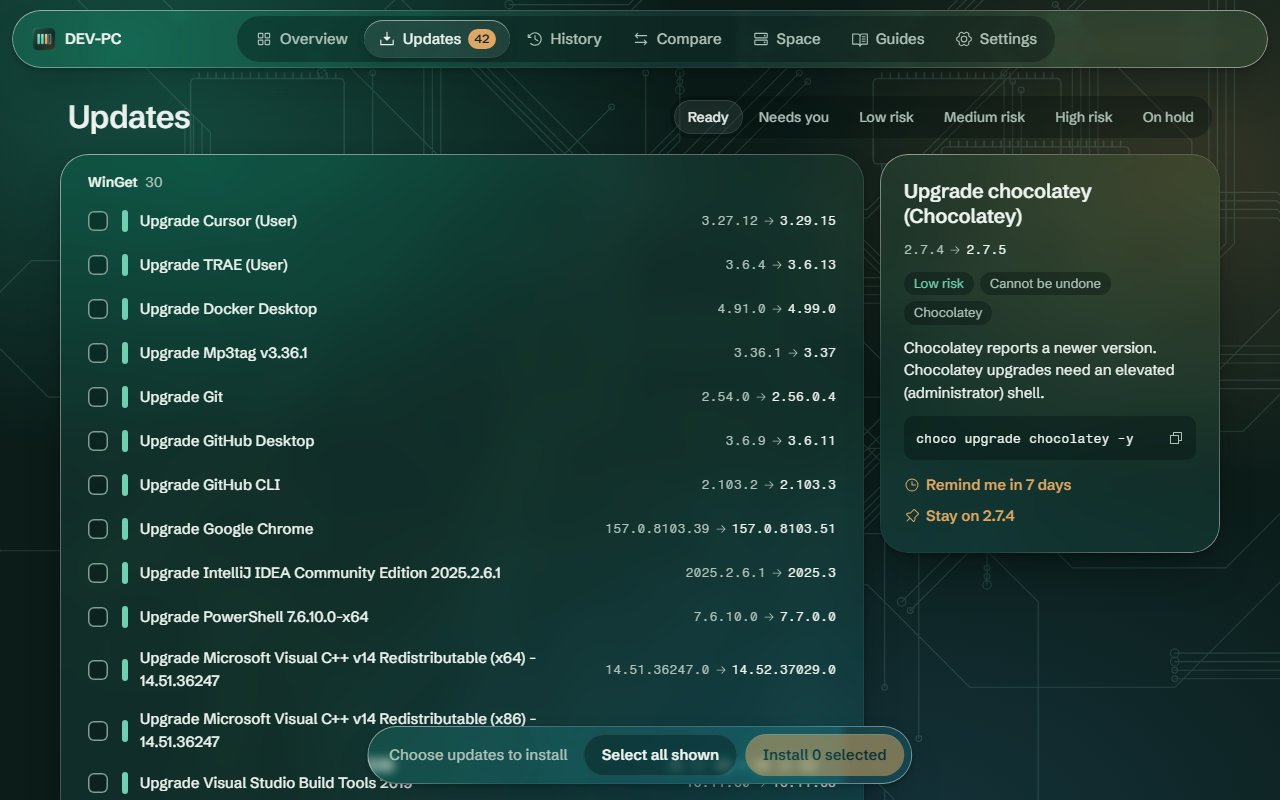 DEV-PC
Overview
Updates 42
History
Compare
Space
Guides
Settings
Updates
Ready
Needs you
Low risk
Medium risk
High risk
On hold
WinGet 30
Upgrade Cursor (User) 3.27.12 → 3.29.15
Upgrade TRAE (User) 3.6.4 → 3.6.13
Upgrade Docker Desktop 4.91.0 → 4.99.0
Upgrade Mp3tag v3.36.1 3.36.1 → 3.37
Upgrade Git 2.54.0 → 2.56.0.4
Upgrade GitHub Desktop 3.6.9 → 3.6.11
Upgrade GitHub CLI 2.103.2 → 2.103.3
Upgrade Google Chrome 157.0.8103.39 → 157.0.8103.51
Upgrade IntelliJ IDEA Community Edition 2025.2.6.1 2025.2.6.1 → 2025.3
Upgrade PowerShell 7.6.10.0-x64 7.6.10.0 → 7.7.0.0
Upgrade Microsoft Visual C++ v14 Redistributable (x64) -
14.51.36247
14.51.36247.0 → 14.52.37029.0
Upgrade Microsoft Visual C++ v14 Redistributable (x86) -
14.51.36247
Upgrade Visual Studio Build Tools 2019
Choose updates to install
Select all shown
Install 0 selected
Upgrade chocolatey
(Chocolatey)
2.7.4 → 2.7.5
Low risk
Cannot be undone
Chocolatey
Chocolatey reports a newer version.
Chocolatey upgrades need an elevated
(administrator) shell.
choco upgrade chocolatey -y
Remind me in 7 days
Stay on 2.7.4